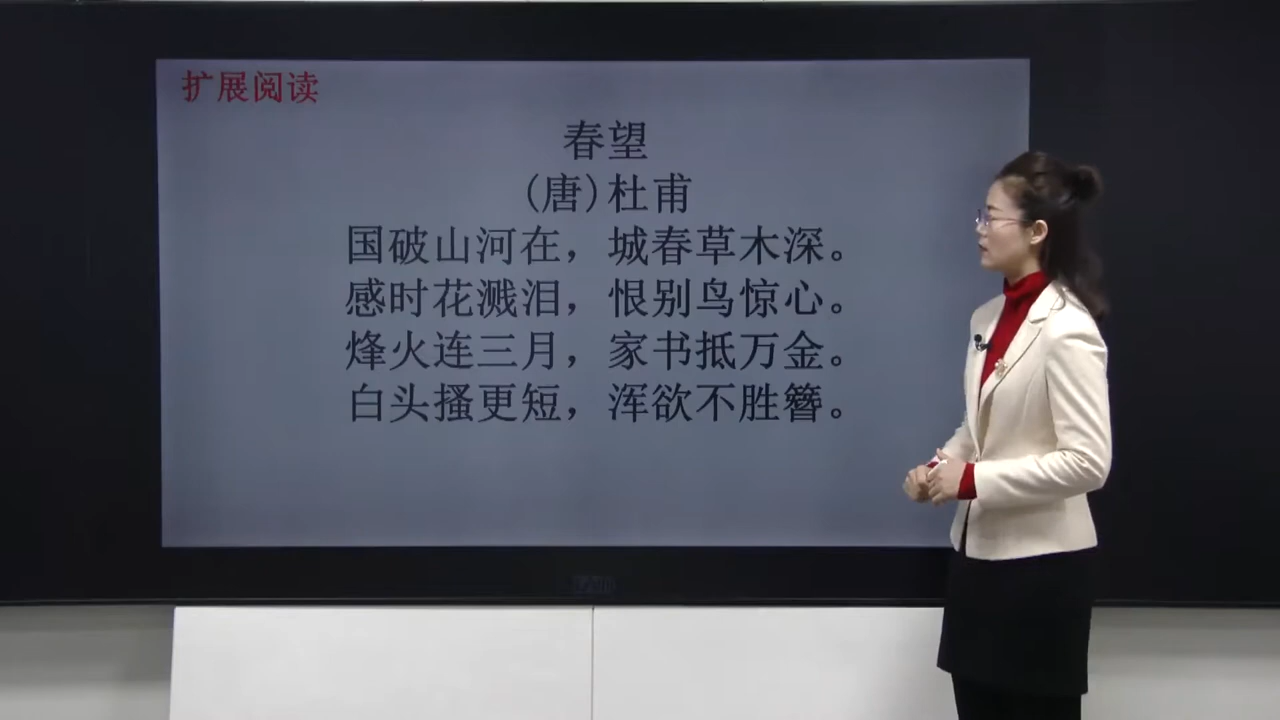 扩展阅读
春望
(唐)杜甫
国破山河在，城春草木深。
感时花溅泪，恨别鸟惊心。
烽火连三月，家书抵万金。
白头搔更短，浑欲不胜簪。